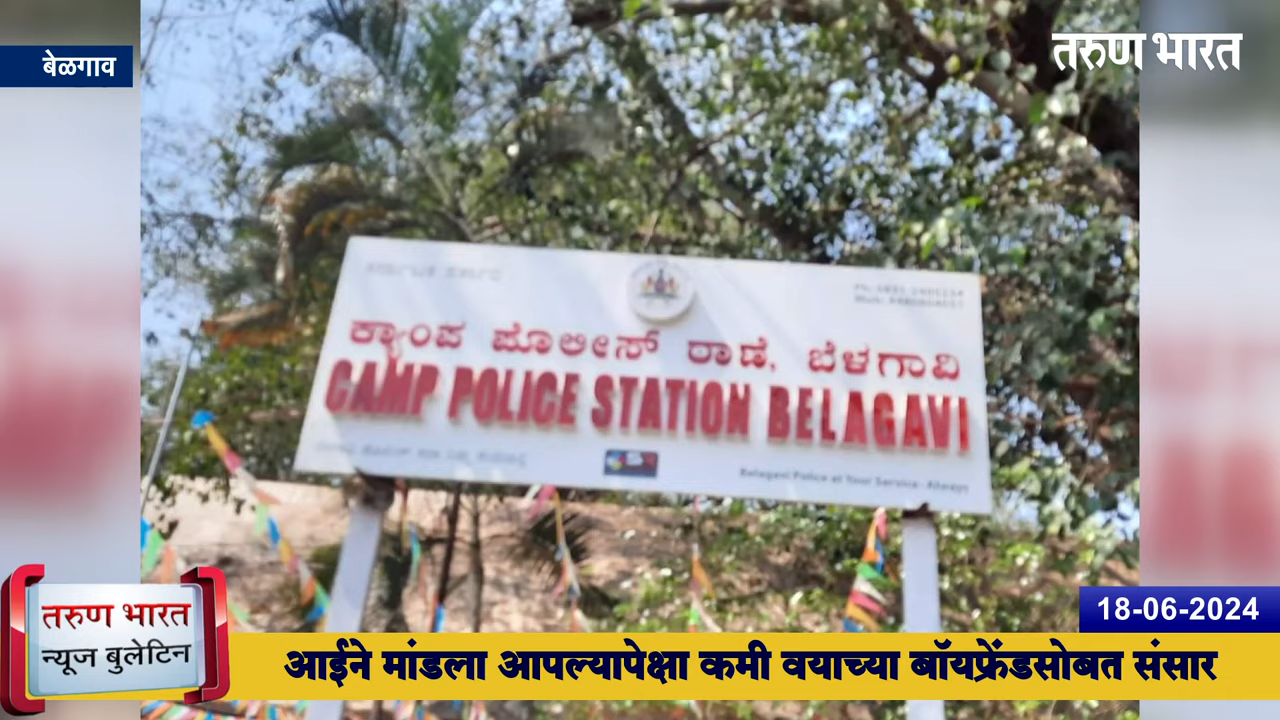 बेळगाव
तरुण भारत
ಕ್ಯಾಂಪ ಪೊಲೀಸ್ ಠಾಣೆ, ಬೆಳಗಾವಿ
CAMP POLICE STATION BELAGAVI
Belagavi Police at Your Service - Always
18-06-2024
तरुण भारत
न्यूज बुलेटिन
आईने मांडला आपल्यापेक्षा कमी वयाच्या बॉयफ्रेंडसोबत संसार